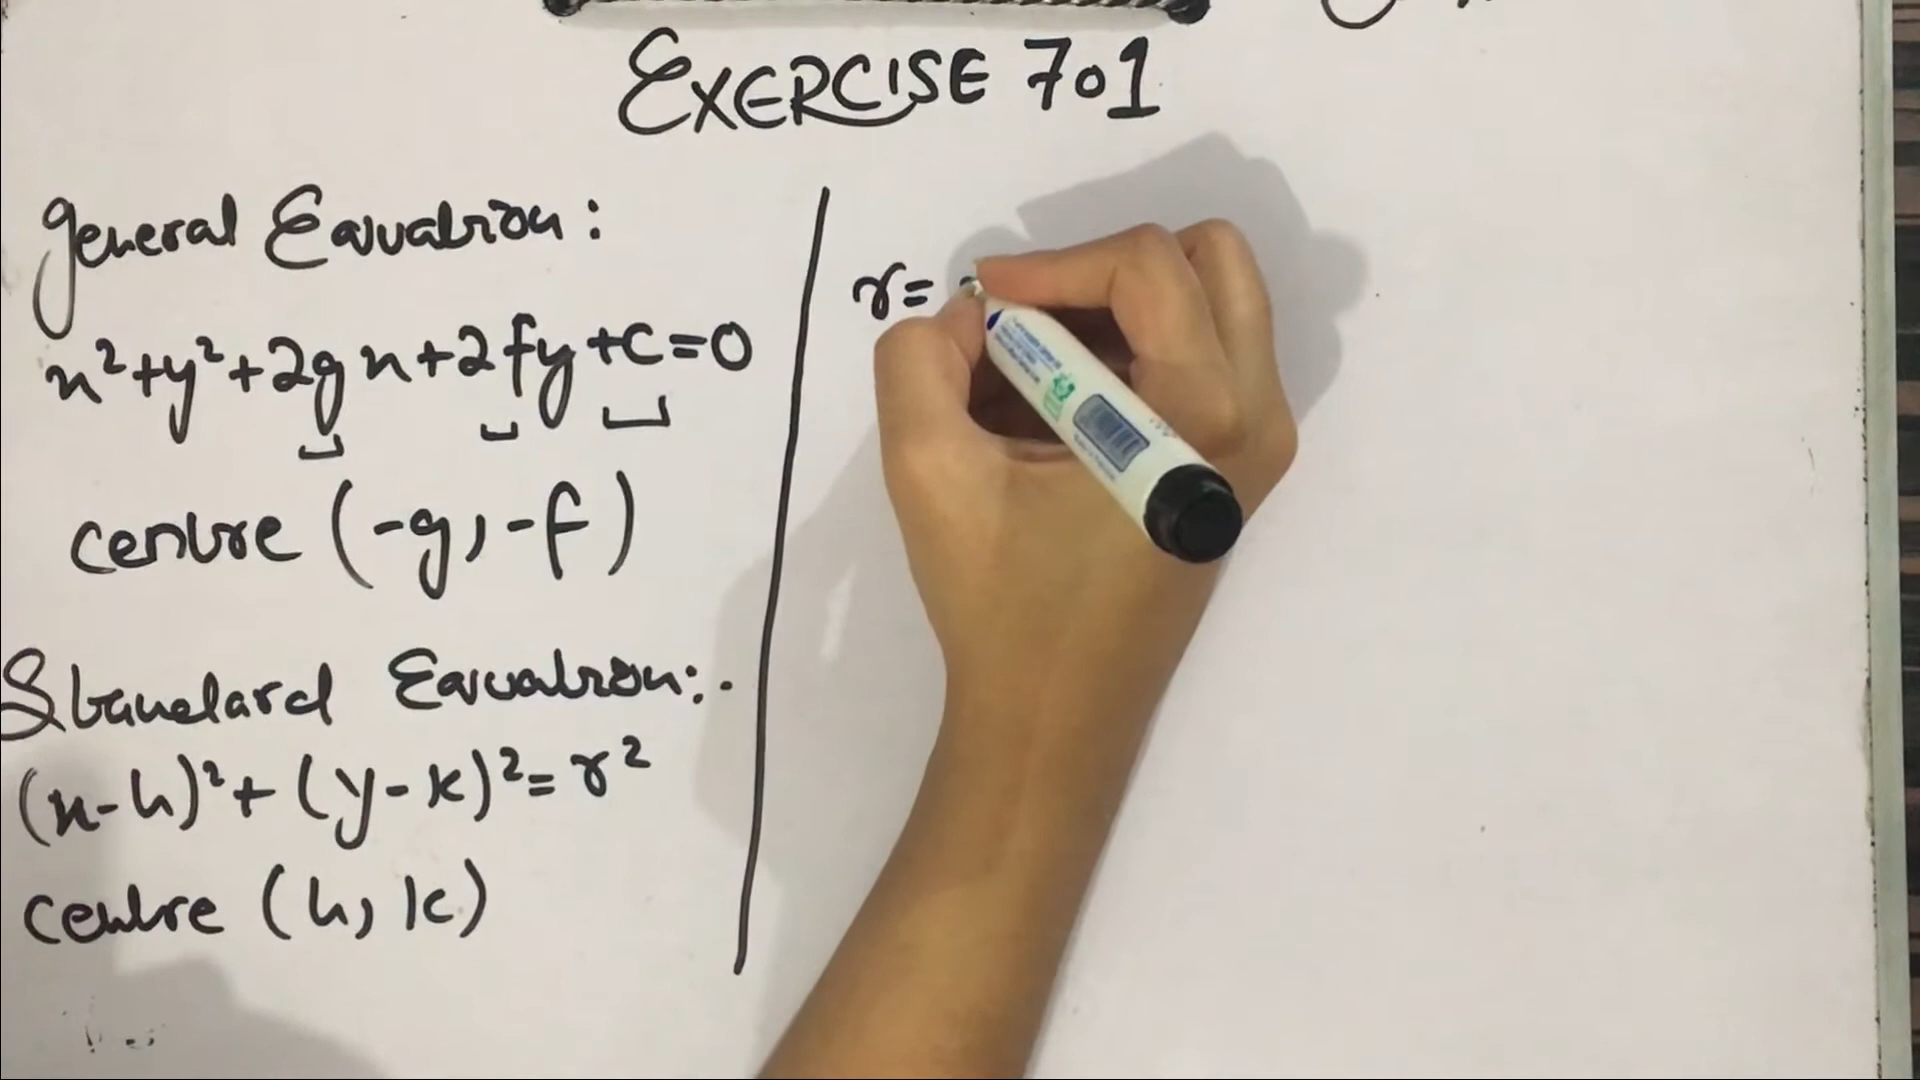 EXERCISE 7.1
General Equation:
x²+y²+2gx+2fy+c=0
centre (-g, -f)
Standard Equation:.
(x-h)²+(y-k)²=r²
centre (h, k)
r=